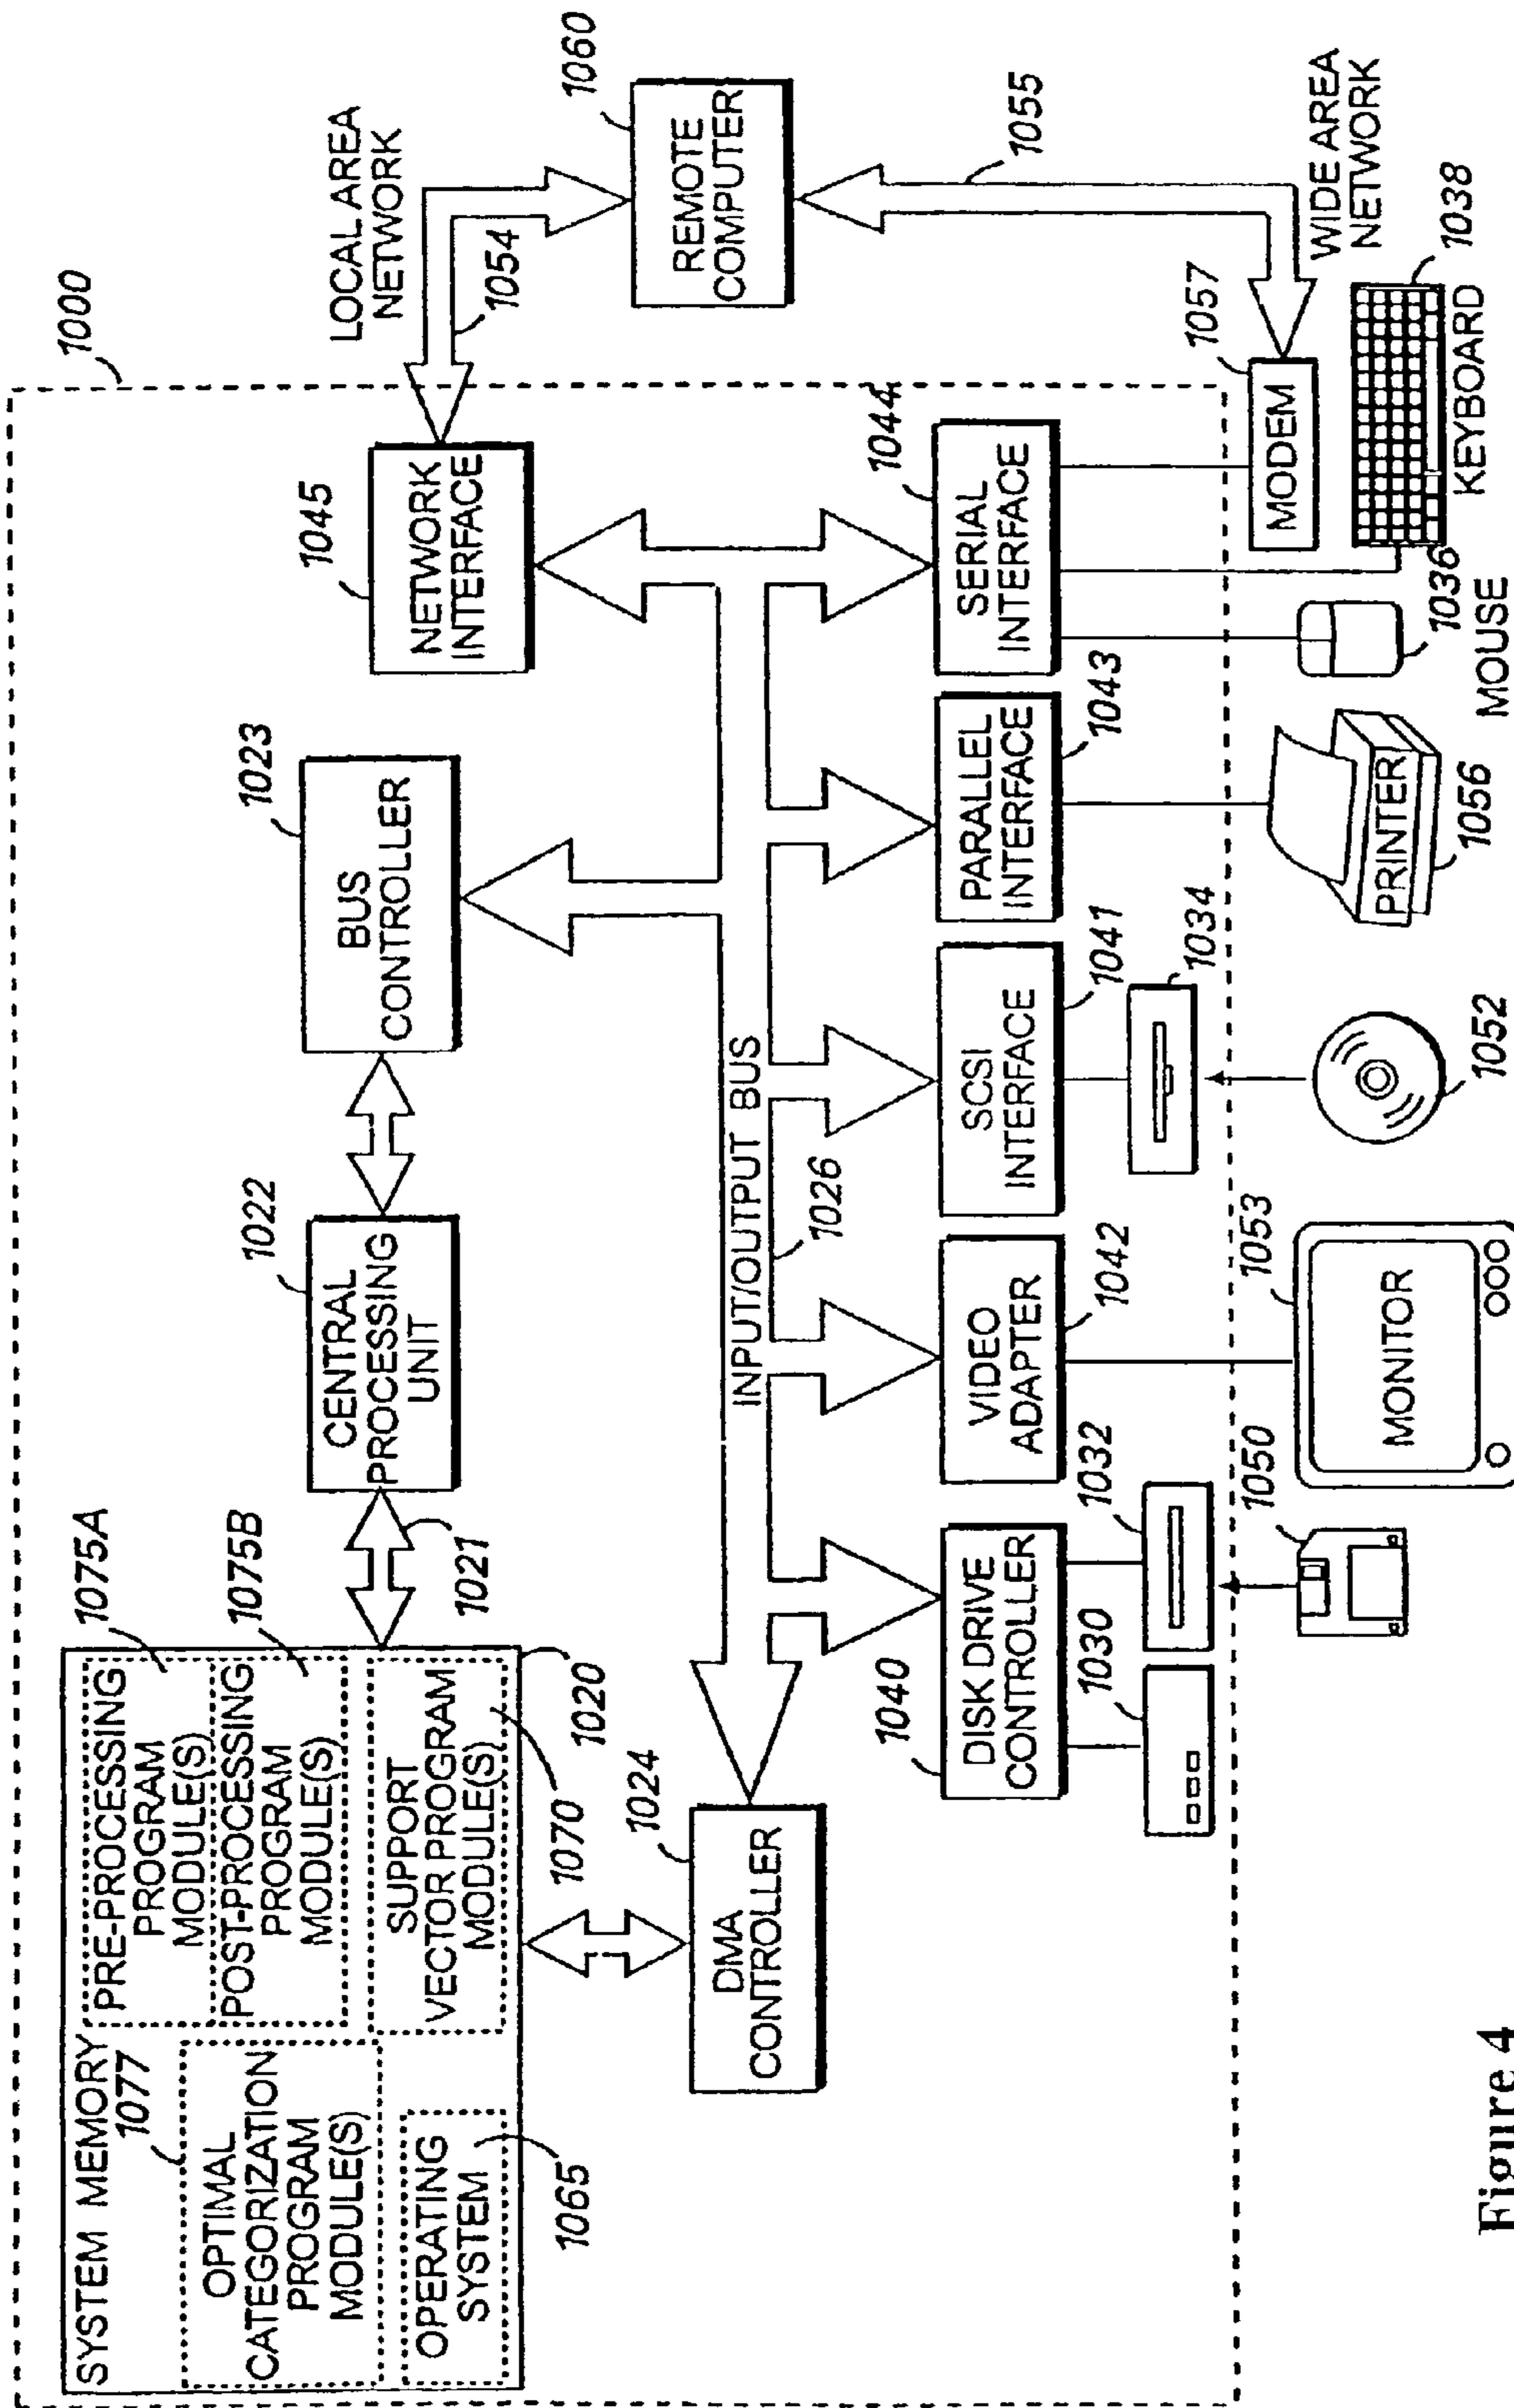 1000
SYSTEM MEMORY
1077
OPTIMAL
CATEGORIZATION
PROGRAM
MODULE(S)
OPERATING
SYSTEM
1065
PRE-PROCESSING
PROGRAM
MODULE(S)
1075A
POST-PROCESSING
PROGRAM
MODULE(S)
1075B
SUPPORT
VECTOR PROGRAM
MODULE(S)
1070
1020
1021
1022
CENTRAL
PROCESSING
UNIT
1023
BUS
CONTROLLER
1045
NETWORK
INTERFACE
LOCAL AREA
NETWORK
1054
1060
REMOTE
COMPUTER
1055
WIDE AREA
NETWORK
1024
DMA
CONTROLLER
INPUT/OUTPUT BUS
1026
1040
DISK DRIVE
CONTROLLER
1030
1032
VIDEO
ADAPTER
1042
SCSI
INTERFACE
1041
1034
PARALLEL
INTERFACE
1043
SERIAL
INTERFACE
1044
1057
MODEM
1050
MONITOR
1053
1052
PRINTER
1056
1036
MOUSE
1038
KEYBOARD
Figure 4